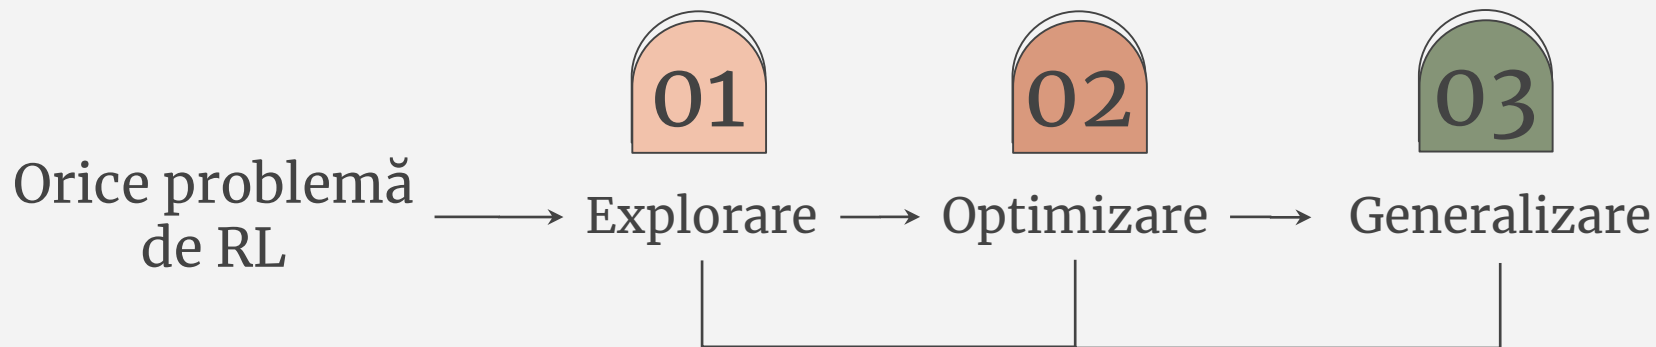 01
02
03
Orice problemă
de RL
Explorare
Optimizare
Generalizare